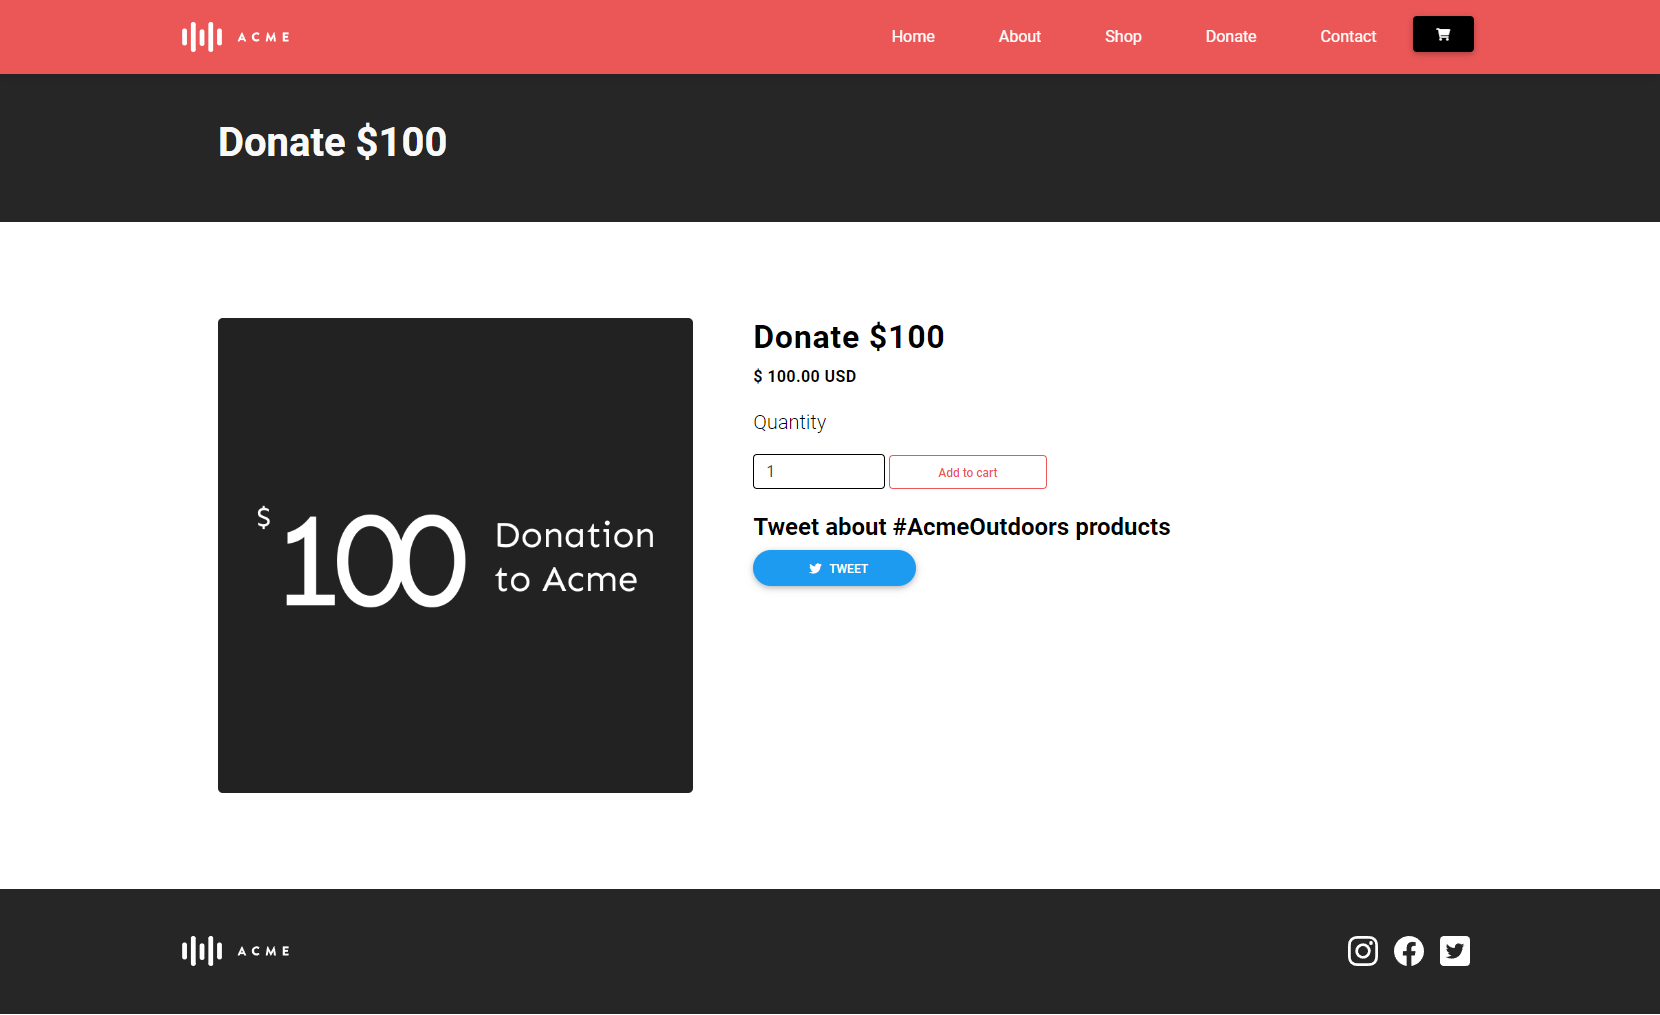 ACME
Home About Shop Donate Contact
Donate $100
$100 Donation
to Acme
Donate $100
$ 100.00 USD
Quantity
1 Add to cart
Tweet about #AcmeOutdoors products
TWEET
ACME